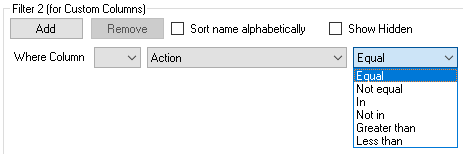 Filter 2 (for Custom Columns)
Add Remove Sort name alphabetically Show Hidden
Where Column Action Equal
Equal
Not equal
In
Not in
Greater than
Less than